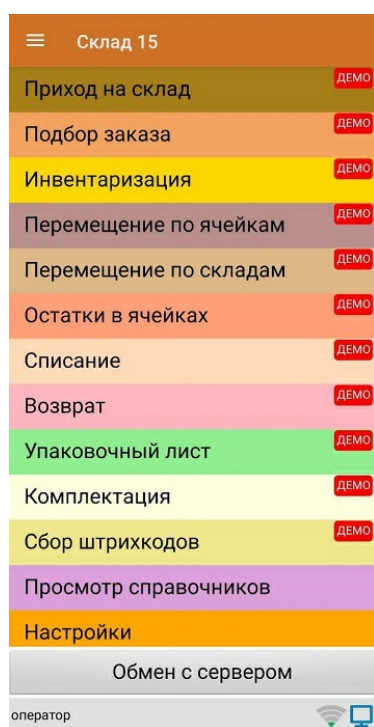 Склад 15
Приход на склад ДЕМО
Подбор заказа ДЕМО
Инвентаризация ДЕМО
Перемещение по ячейкам ДЕМО
Перемещение по складам ДЕМО
Остатки в ячейках ДЕМО
Списание ДЕМО
Возврат ДЕМО
Упаковочный лист ДЕМО
Комплектация ДЕМО
Сбор штрихкодов ДЕМО
Просмотр справочников
Настройки
Обмен с сервером
оператор